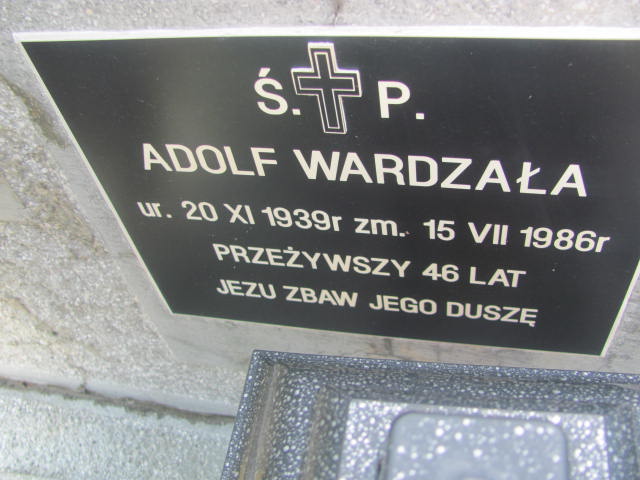 Ś. P.
ADOLF WARDZAŁA
ur. 20 XI 1939r zm. 15 VII 1986r
PRZEŻYWSZY 46 LAT
JEZU ZBAW JEGO DUSZĘ